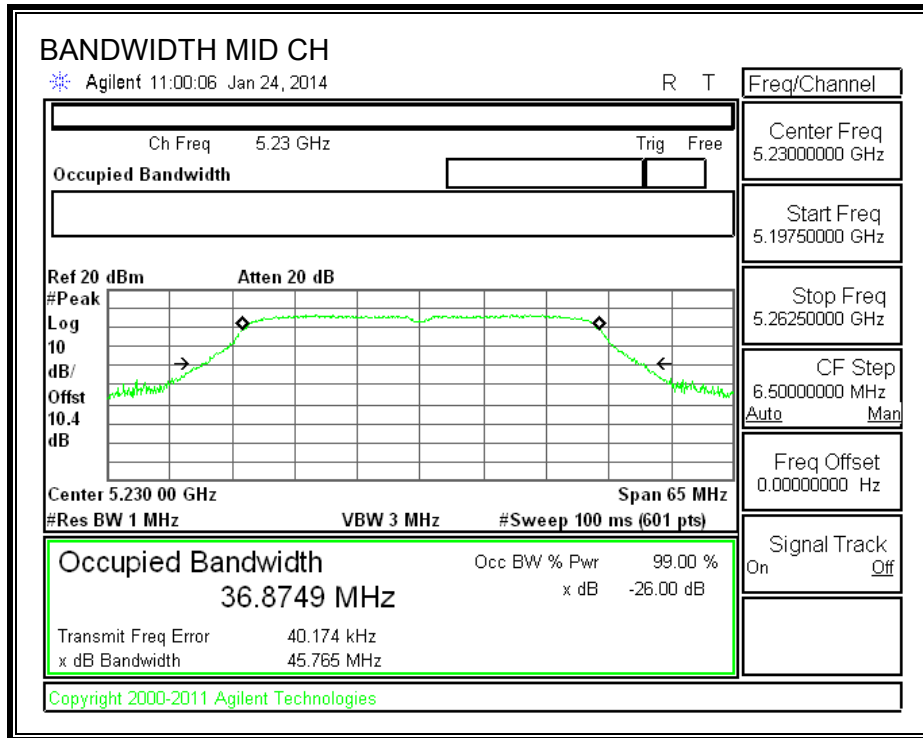 BANDWIDTH MID CH
Agilent 11:00:06 Jan 24, 2014 R T
Freq/Channel
Ch Freq 5.23 GHz Trig Free
Occupied Bandwidth
Center Freq
5.23000000 GHz
Start Freq
5.19750000 GHz
Stop Freq
5.26250000 GHz
CF Step
6.50000000 MHz
Auto Man
Freq Offset
0.00000000 Hz
Signal Track
On Off
Ref 20 dBm Atten 20 dB
#Peak
Log
10
dB/
Offst
10.4
dB
Center 5.230 00 GHz Span 65 MHz
#Res BW 1 MHz VBW 3 MHz #Sweep 100 ms (601 pts)
Occupied Bandwidth Occ BW % Pwr 99.00 %
36.8749 MHz x dB -26.00 dB
Transmit Freq Error 40.174 kHz
x dB Bandwidth 45.765 MHz
Copyright 2000-2011 Agilent Technologies